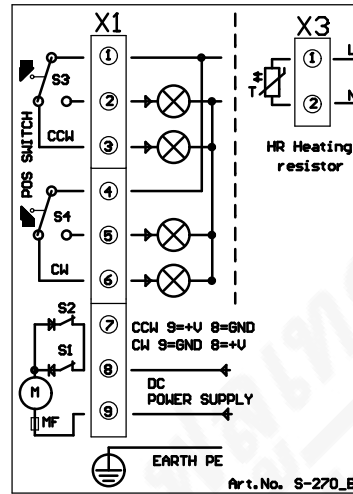 X1
X3
1
2
3
4
5
6
7
8
9
S3
CCW
POS SWITCH
S4
CW
S2
S1
M
MF
1
2
L
N
T
HR Heating
resistor
CCW 9=+V 8=GND
CW 9=GND 8=+V
DC
POWER SUPPLY
EARTH PE
Art.No. S-270_E